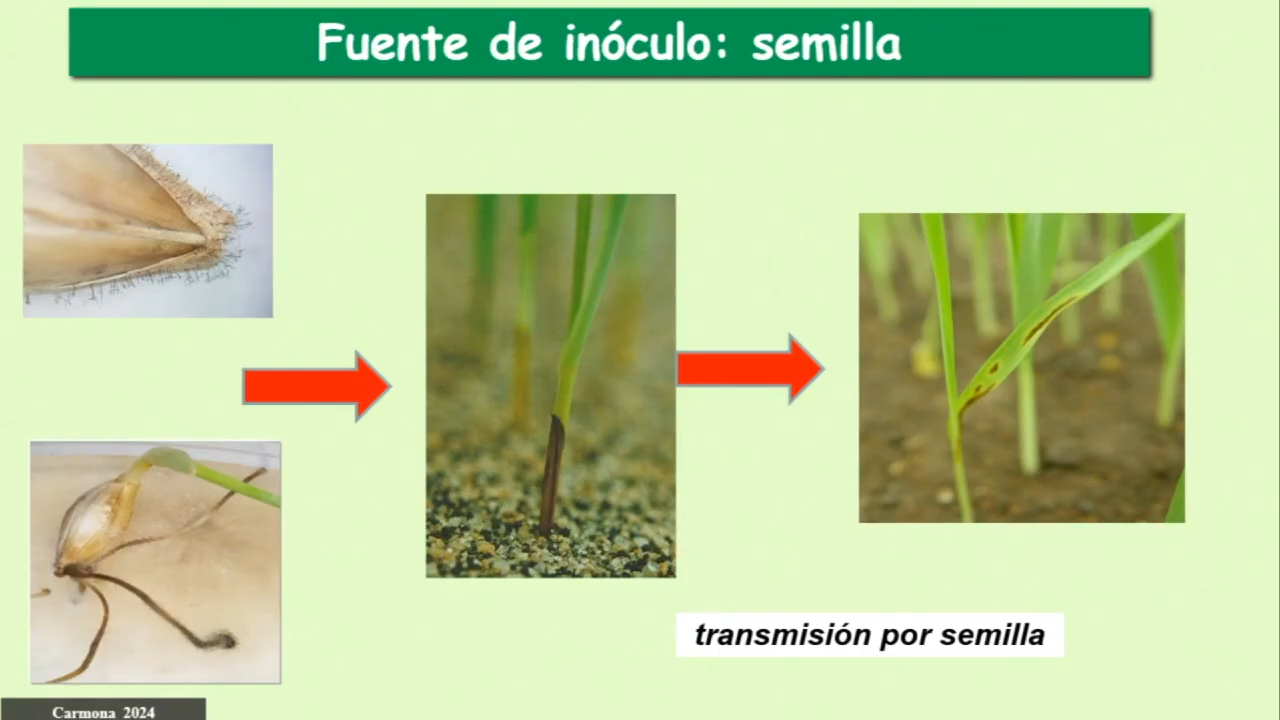 Fuente de inóculo: semilla
transmisión por semilla
Carmona 2024